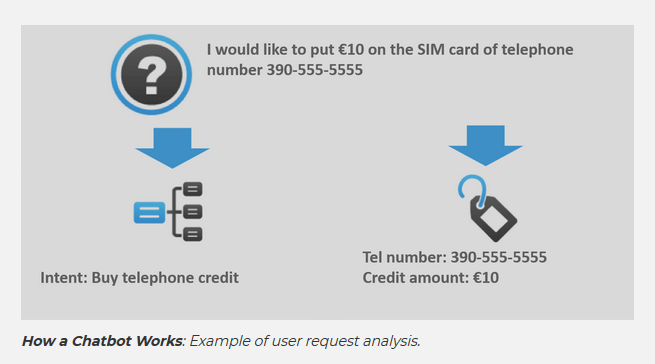 I would like to put €10 on the SIM card of telephone
number 390-555-5555
?
Intent: Buy telephone credit
Tel number: 390-555-5555
Credit amount: €10
How a Chatbot Works: Example of user request analysis.